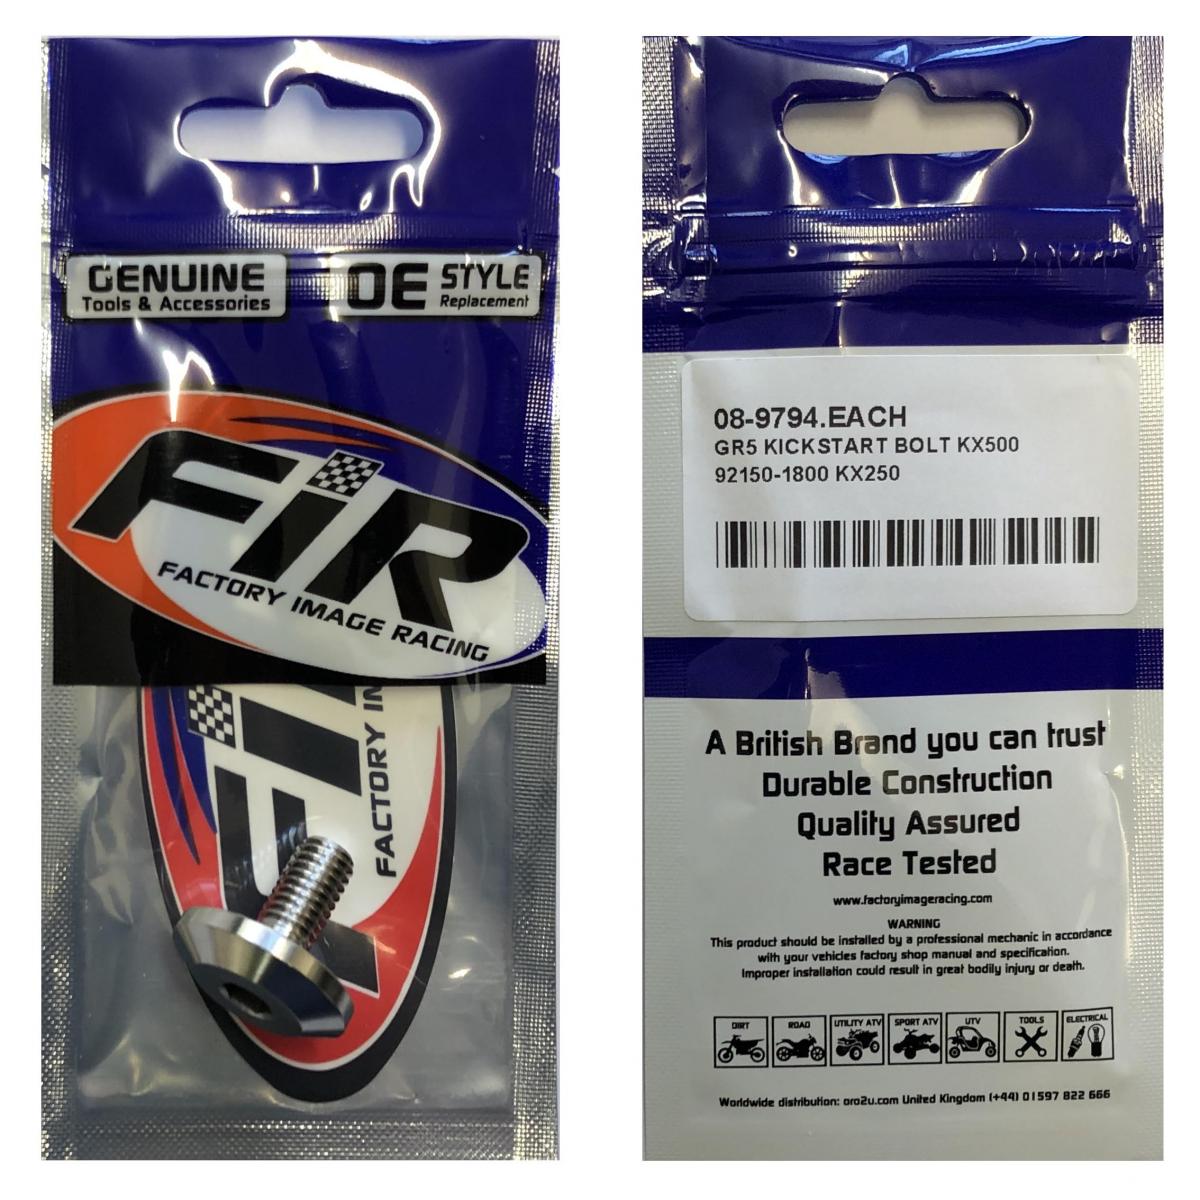 GENUINE
Tools & Accessories
OE STYLE
Replacement
FiR
FACTORY IMAGE RACING
FiR
FACTORY IM
08-9794.EACH
GR5 KICKSTART BOLT KX500
92150-1800 KX250
A British Brand you can trust
Durable Construction
Quality Assured
Race Tested
www.factoryimageracing.com
WARNING
This product should be installed by a professional mechanic in accordance
with your vehicles factory shop manual and specification.
Improper installation could result in great bodily injury or death.
DIRT ROAD UTILITY ATV SPORT ATV UTV TOOLS ELECTRICAL
Worldwide distribution: oro2u.com United Kingdom (+44) 01597 822 666